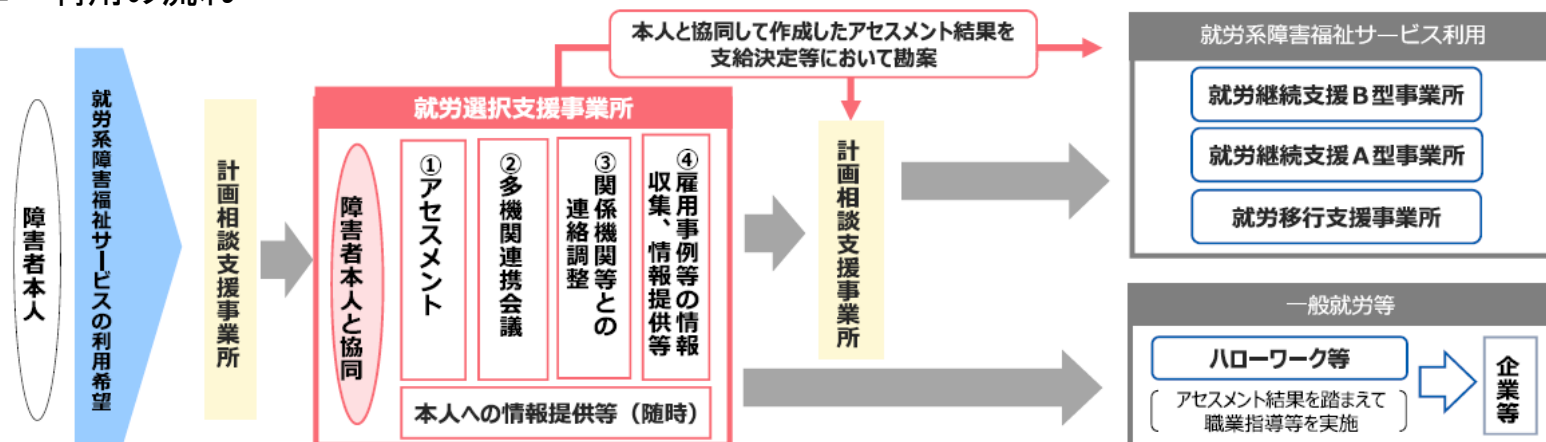 本人と協同して作成したアセスメント結果を
支給決定等において勘案
障害者本人
就労系障害福祉サービスの利用希望
計画相談支援事業所
就労選択支援事業所
障害者本人と協同
①アセスメント
②多機関連携会議
③関係機関等との
連絡調整
④雇用事例等の情報
収集、情報提供等
本人への情報提供等（随時）
計画相談支援事業所
就労系障害福祉サービス利用
就労継続支援Ｂ型事業所
就労継続支援Ａ型事業所
就労移行支援事業所
一般就労等
ハローワーク等
アセスメント結果を踏まえて
職業指導等を実施
企業等